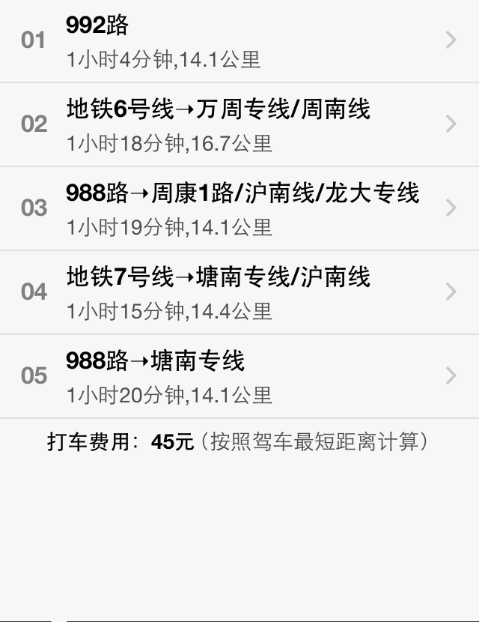 01
992路
1小时4分钟,14.1公里
02
地铁6号线→万周专线/周南线
1小时18分钟,16.7公里
03
988路→周康1路/沪南线/龙大专线
1小时19分钟,14.1公里
04
地铁7号线→塘南专线/沪南线
1小时15分钟,14.4公里
05
988路→塘南专线
1小时20分钟,14.1公里
打车费用：45元（按照驾车最短距离计算）